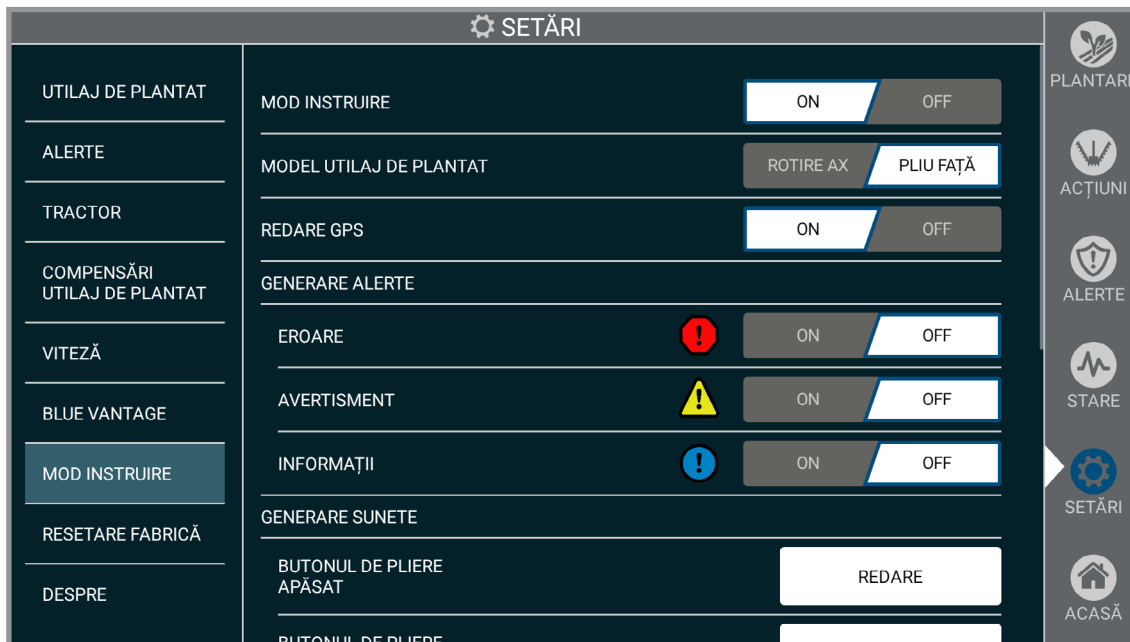 SETĂRI
UTILAJ DE PLANTAT
ALERTE
TRACTOR
COMPENSĂRI
UTILAJ DE PLANTAT
VITEZĂ
BLUE VANTAGE
MOD INSTRUIRE
RESETARE FABRICĂ
DESPRE
MOD INSTRUIRE
ON
OFF
MODEL UTILAJ DE PLANTAT
ROTIRE AX
PLIU FAȚĂ
REDARE GPS
ON
OFF
GENERARE ALERTE
EROARE
ON
OFF
AVERTISMENT
ON
OFF
INFORMAȚII
ON
OFF
GENERARE SUNETE
BUTONUL DE PLIERE
APĂSAT
REDARE
BUTONUL DE PLIERE
PLANTARE
ACȚIUNI
ALERTE
STARE
SETĂRI
ACASĂ